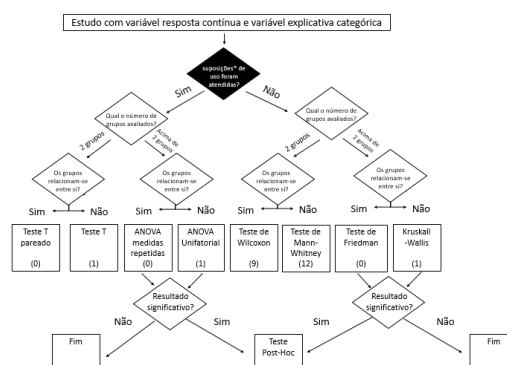 Estudo com variável resposta contínua e variável explicativa categórica
suposições* de
uso foram
atendidas?
Sim
Não
Qual o número de
grupos avaliados?
Qual o número de
grupos avaliados?
2 grupos
Acima de
2 grupos
2 grupos
Acima de
2 grupos
Os grupos
relacionam-se
entre si?
Os grupos
relacionam-se
entre si?
Os grupos
relacionam-se
entre si?
Os grupos
relacionam-se
entre si?
Sim
Não
Sim
Não
Sim
Não
Sim
Não
Teste T
pareado
(0)
Teste T
(1)
ANOVA
medidas
repetidas
(0)
ANOVA
Unifatorial
(1)
Teste de
Wilcoxon
(9)
Teste de
Mann-
Whitney
(12)
Teste de
Friedman
(0)
Kruskall
-Wallis
(1)
Resultado
significativo?
Resultado
significativo?
Não
Sim
Sim
Não
Fim
Teste
Post-Hoc
Fim